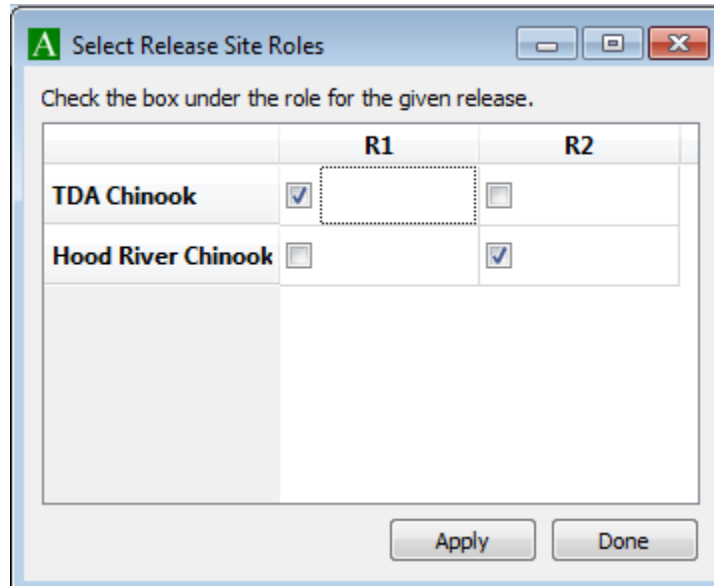 A Select Release Site Roles
Check the box under the role for the given release.
R1 R2
TDA Chinook
Hood River Chinook
Apply Done